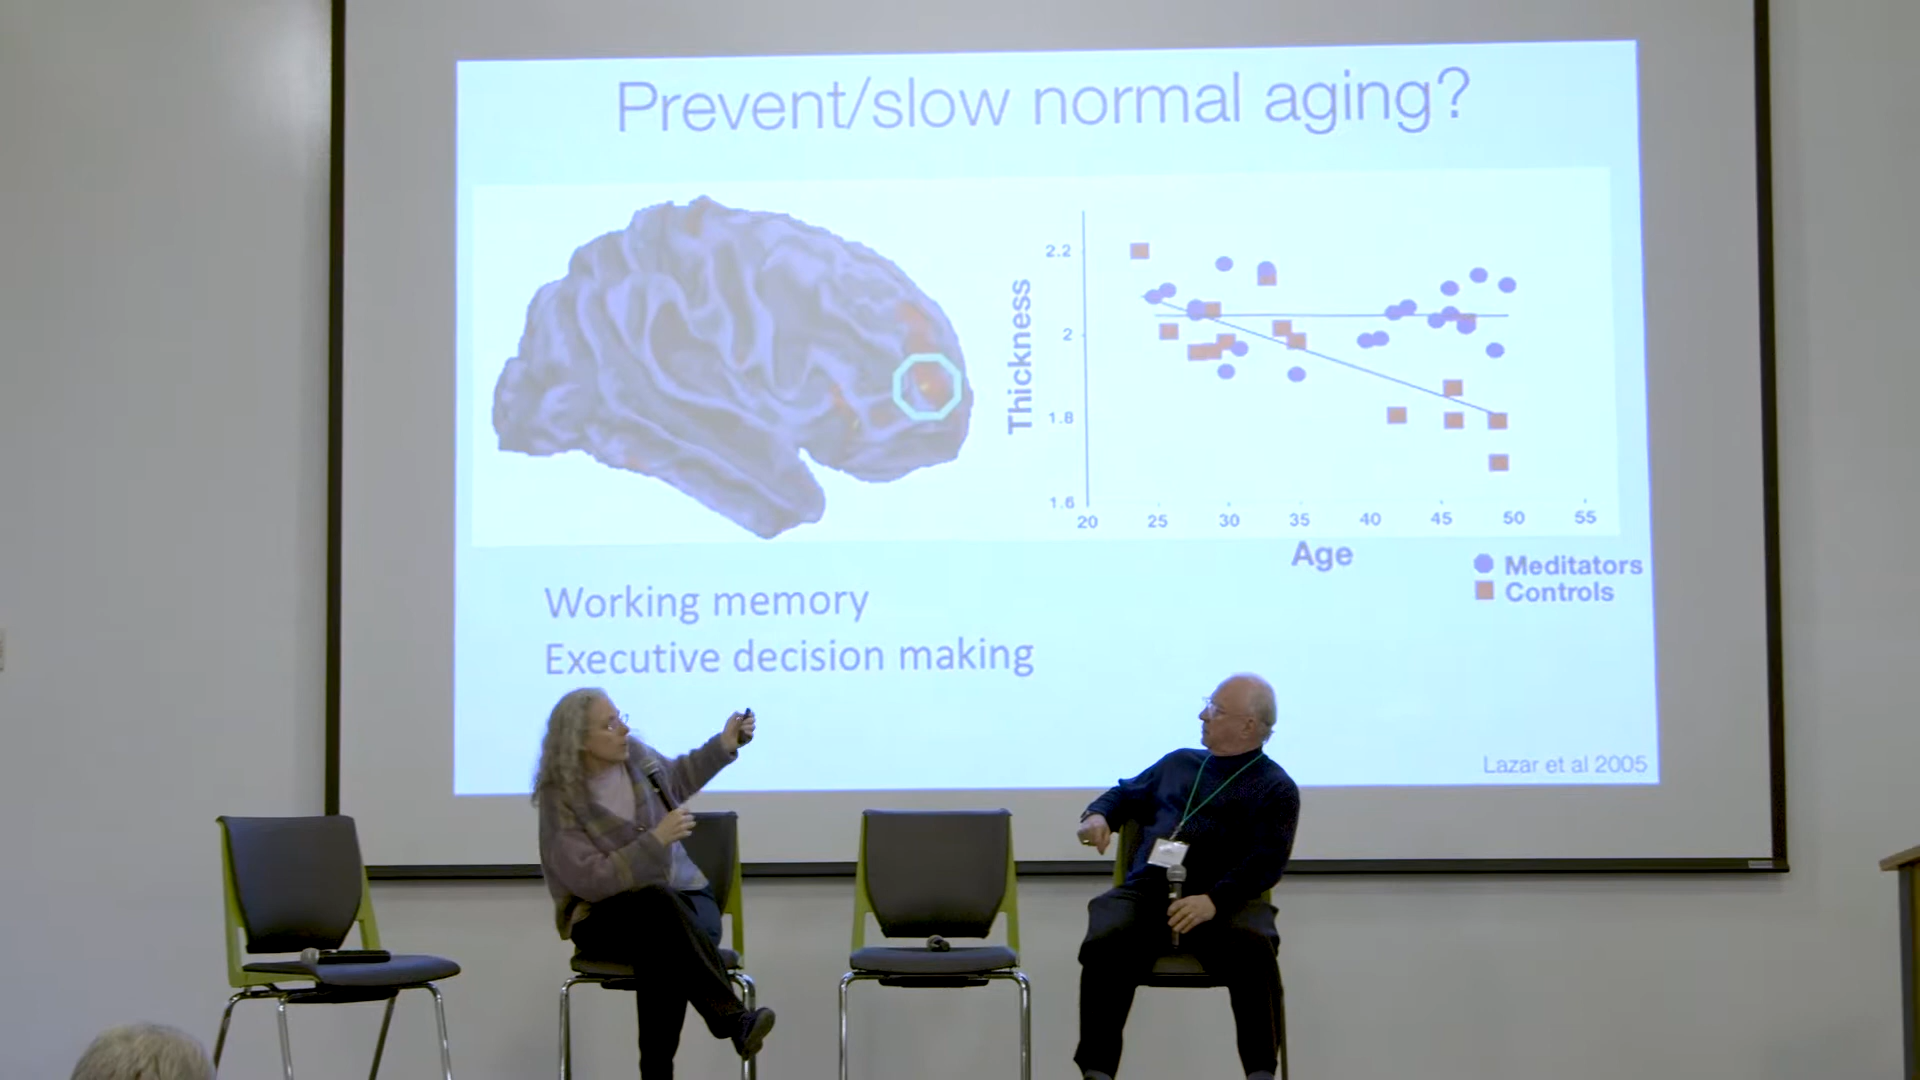 Prevent/slow normal aging?
Thickness
2.2
2
1.8
1.6
20 25 30 35 40 45 50 55
Age
Meditators
Controls
Working memory
Executive decision making
Lazar et al 2005